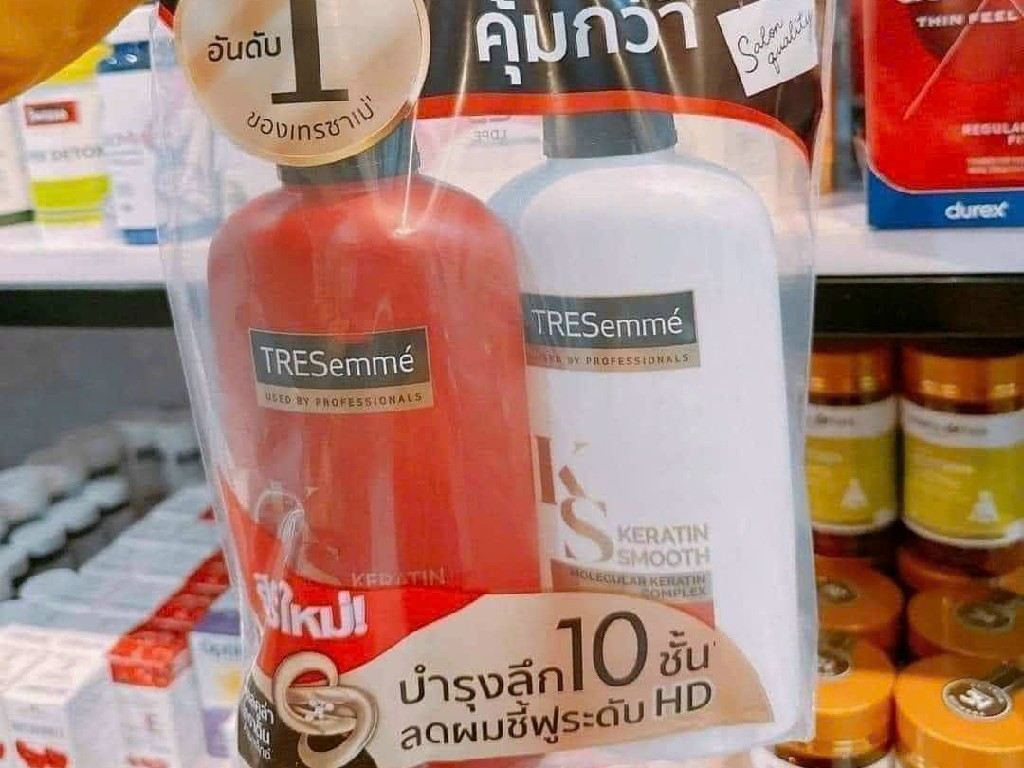 อันดับ 1
ของเทรซาเม่
คุ้มกว่า
Salon
quality
THIN FEEL
durex
DETOX
TRESemmé
USED BY PROFESSIONALS
TRESemmé
USED BY PROFESSIONALS
KS
KERATIN
SMOOTH
MOLECULAR KERATIN
COMPLEX
KS
KERATIN
ใหม่!
บำรุงลึก 10 ชั้น
ลดผมชี้ฟูระดับ HD